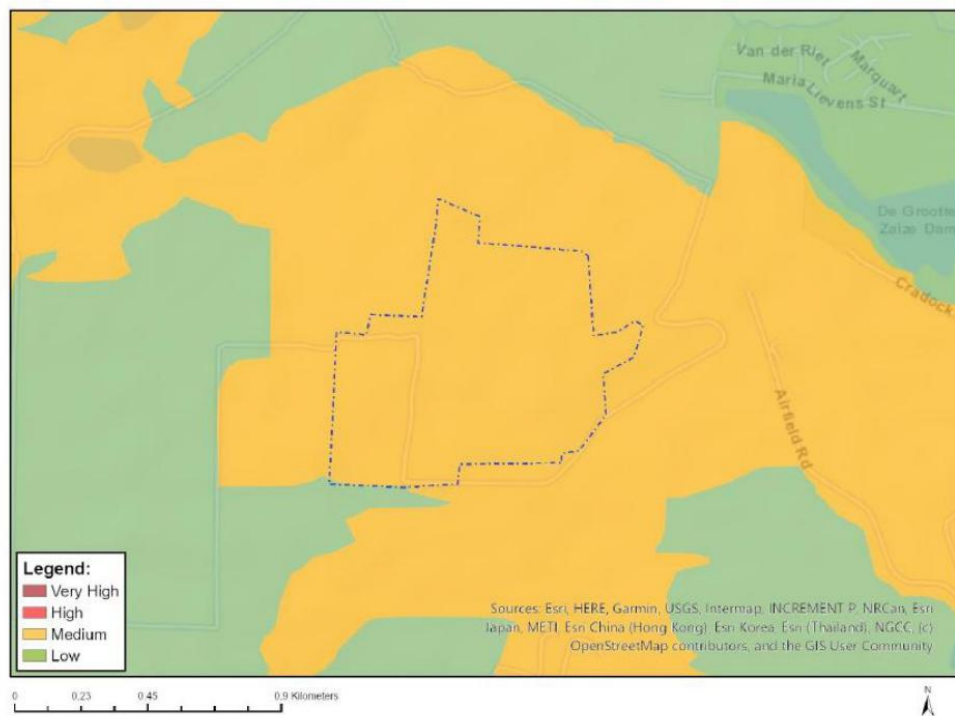 Van der Riet
Marquart
Maria Lievens St
De Groote
Zalze Dam
Cradock
Airfield Rd
Legend:
Very High
High
Medium
Low
Sources: Esri, HERE, Garmin, USGS, Intermap, INCREMENT P, NRCan, Esri
Japan, METI, Esri China (Hong Kong), Esri Korea, Esri (Thailand), NGCC, (c)
OpenStreetMap contributors, and the GIS User Community
0 0.23 0.45 0.9 Kilometers
N